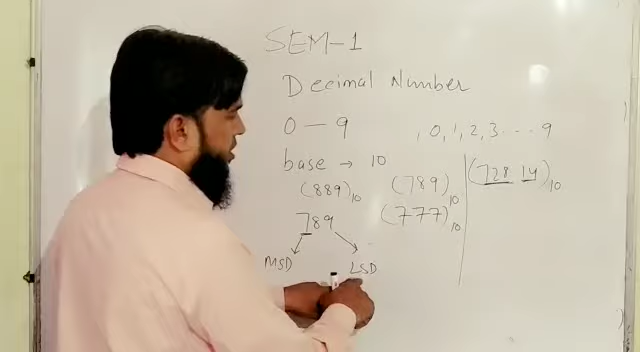 SEM-1
Decimal Number
0 — 9 , 0, 1, 2, 3 . . . . 9
base → 10
(889)10 (789)10 (728 14)10
789 (777)10
MSD LSD